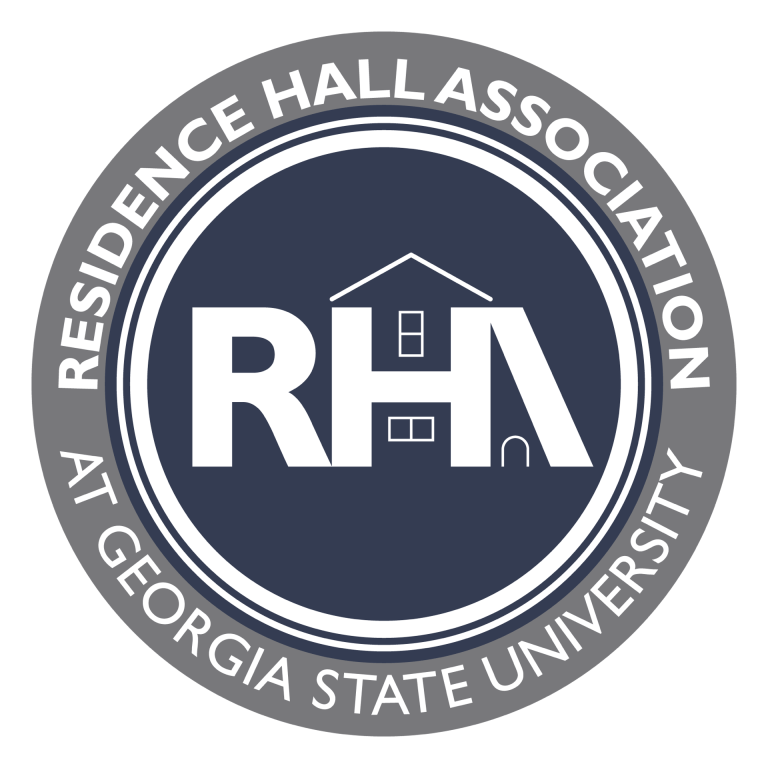 RESIDENCE HALL ASSOCIATION
RHA
AT GEORGIA STATE UNIVERSITY